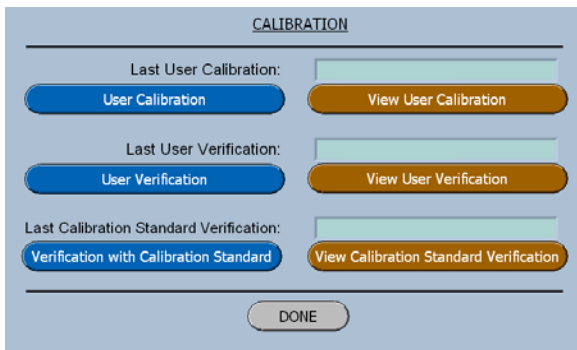 CALIBRATION
Last User Calibration:
User Calibration View User Calibration
Last User Verification:
User Verification View User Verification
Last Calibration Standard Verification:
Verification with Calibration Standard View Calibration Standard Verification
DONE